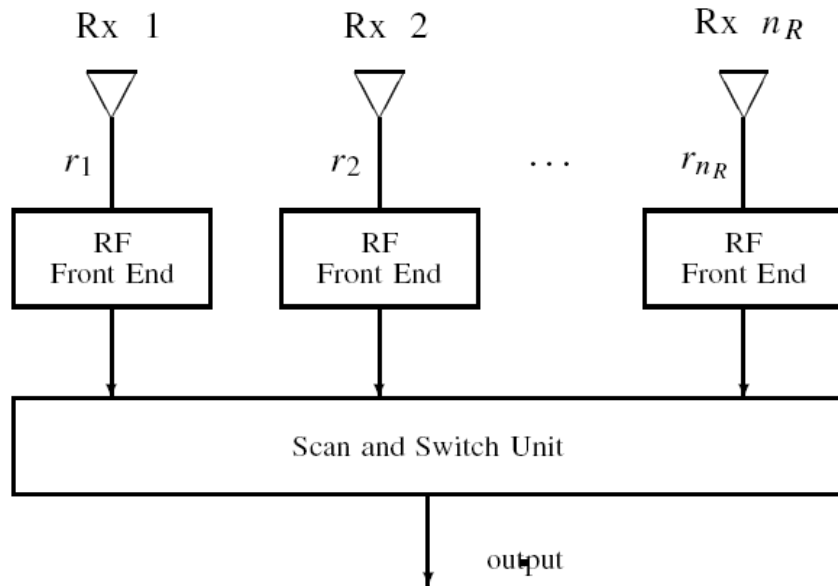 Rx 1 Rx 2 Rx n_R
r_1 r_2 ... r_{n_R}
RF RF RF
Front End Front End Front End
Scan and Switch Unit
output